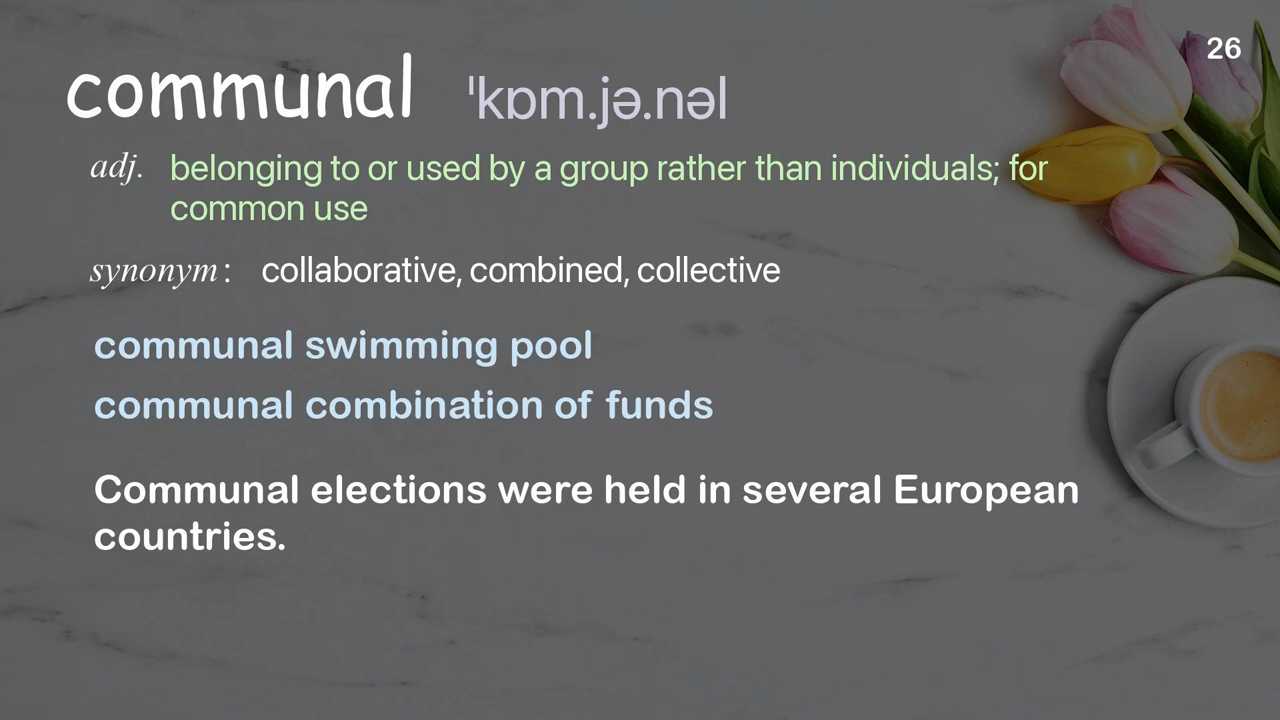 26
communal ˈkɒm.jə.nəl
adj. belonging to or used by a group rather than individuals; for
common use
synonym: collaborative, combined, collective
communal swimming pool
communal combination of funds
Communal elections were held in several European
countries.